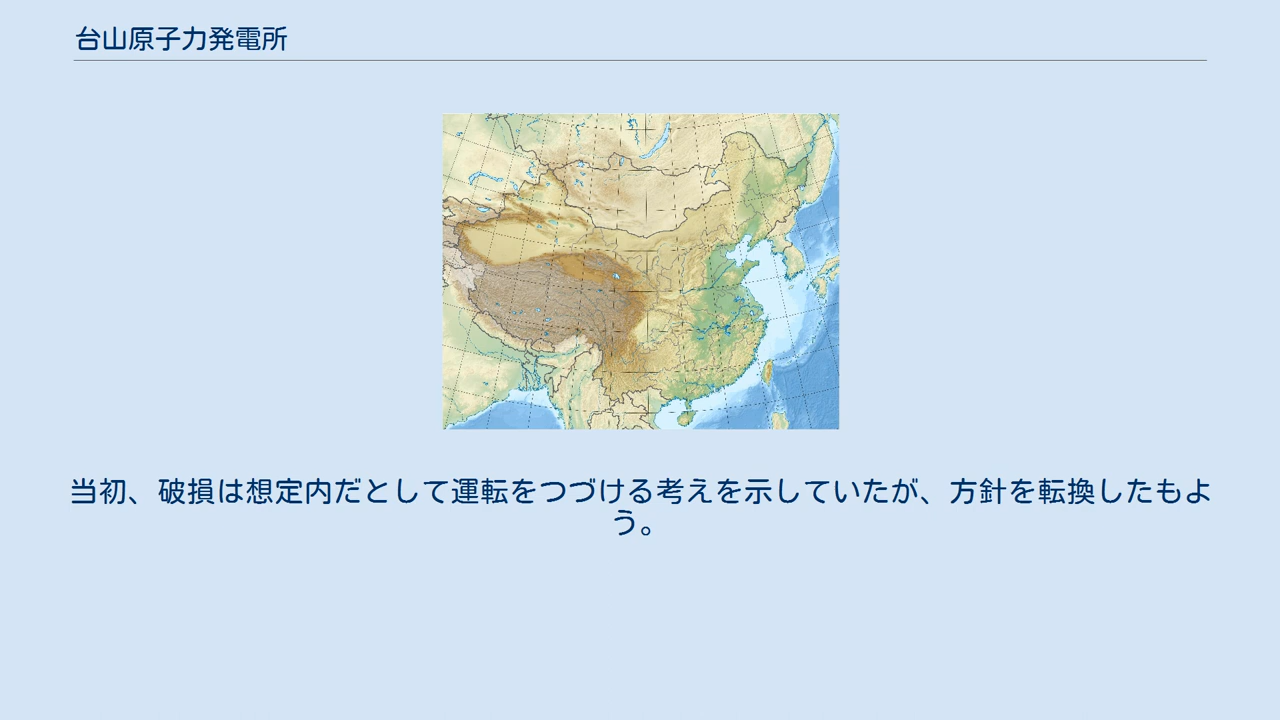 台山原子力発電所
当初、破損は想定内だとして運転をつづける考えを示していたが、方針を転換したもよ
う。